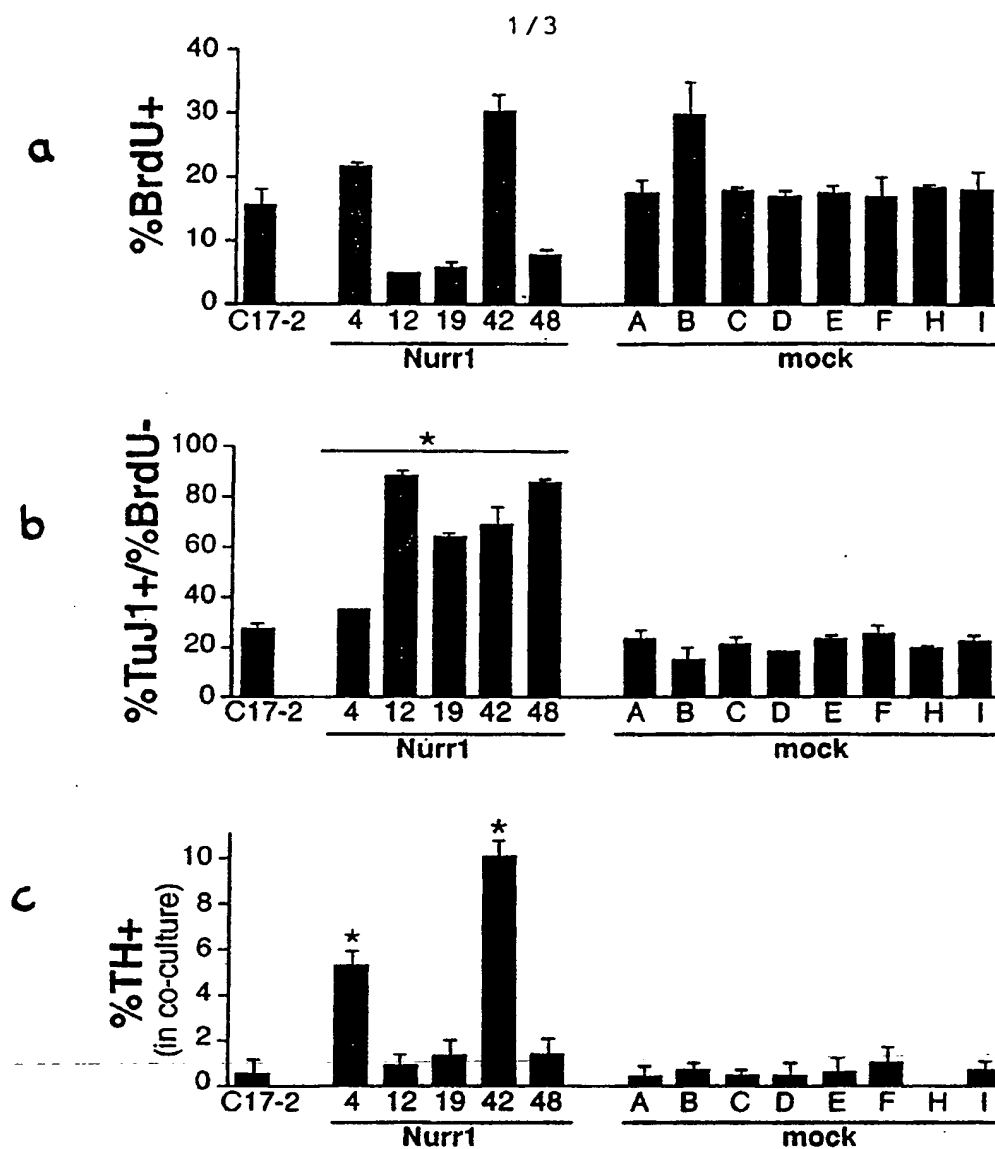 1/3
a
%BrdU+
40
30
20
10
0
C17-2 4 12 19 42 48 A B C D E F H I
Nurr1 mock
b
%TuJ1+/%BrdU-
100
80
60
40
20
0
*
C17-2 4 12 19 42 48 A B C D E F H I
Nurr1 mock
c
%TH+
(in co-culture)
10
8
6
4
2
0
*
*
C17-2 4 12 19 42 48 A B C D E F H I
Nurr1 mock